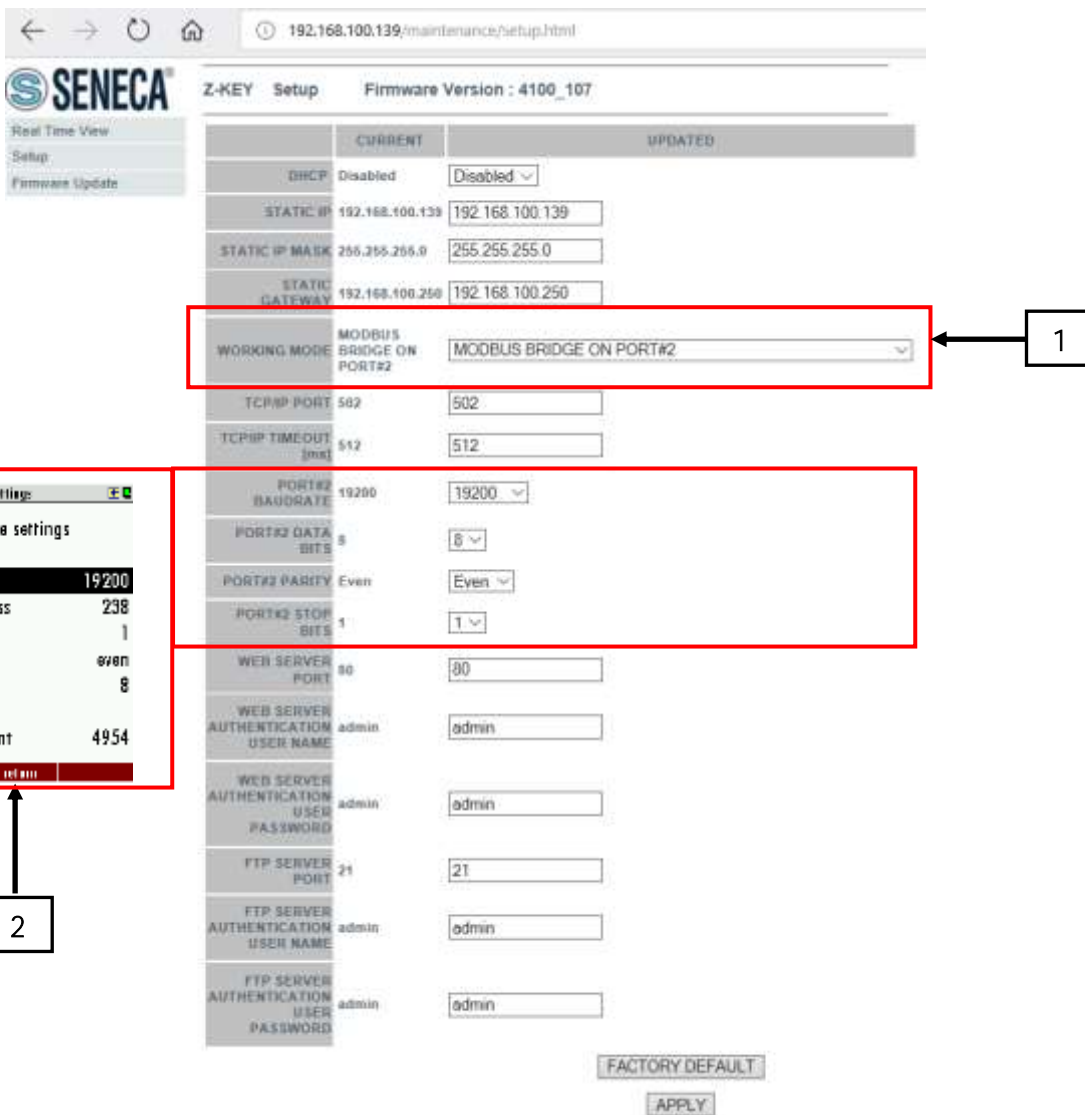 192.168.100.139/maintenance/setup.html
SENECA
Z-KEY Setup Firmware Version : 4100_107
Real Time View
Setup
Firmware Update
CURRENT UPDATED
DHCP Disabled Disabled
STATIC IP 192.168.100.139 192.168.100.139
STATIC IP MASK 255.255.255.0 255.255.255.0
STATIC
GATEWAY 192.168.100.250 192.168.100.250
WORKING MODE MODBUS
BRIDGE ON
PORT#2 MODBUS BRIDGE ON PORT#2
1
TCP/IP PORT 502 502
TCP/IP TIMEOUT
[ms] 512 512
PORT#2
BAUDRATE 19200 19200
PORT#2 DATA
BITS 8 8
PORT#2 PARITY Even Even
PORT#2 STOP
BITS 1 1
WEB SERVER
PORT 80 80
WEB SERVER
AUTHENTICATION
USER NAME admin admin
WEB SERVER
AUTHENTICATION
USER
PASSWORD admin admin
FTP SERVER
PORT 21 21
FTP SERVER
AUTHENTICATION
USER NAME admin admin
FTP SERVER
AUTHENTICATION
USER
PASSWORD admin admin
FACTORY DEFAULT
APPLY
ttings
settings
19200
ss 238
1
even
8
nt 4954
return
2